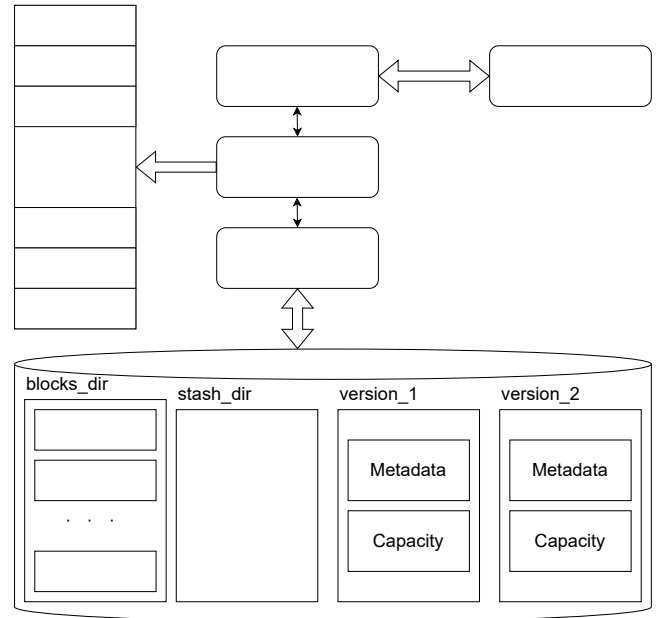 blocks_dir
stash_dir
version_1
version_2
Metadata
Metadata
. . .
Capacity
Capacity